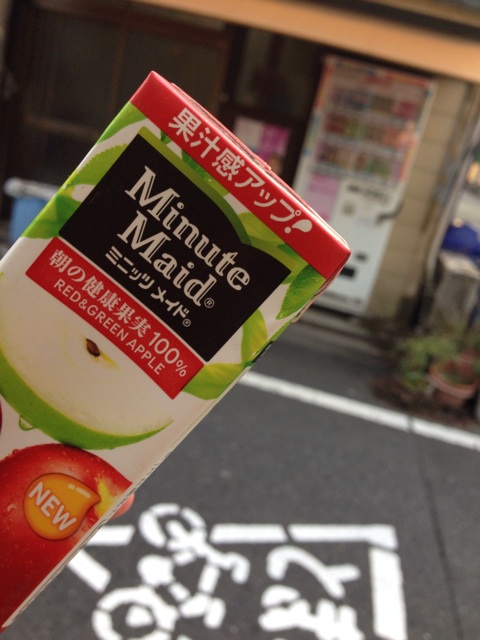 果汁感アップ!
Minute
Maid®
ミニッツ メイド®
朝の健康果実100%
RED&GREEN APPLE
NEW